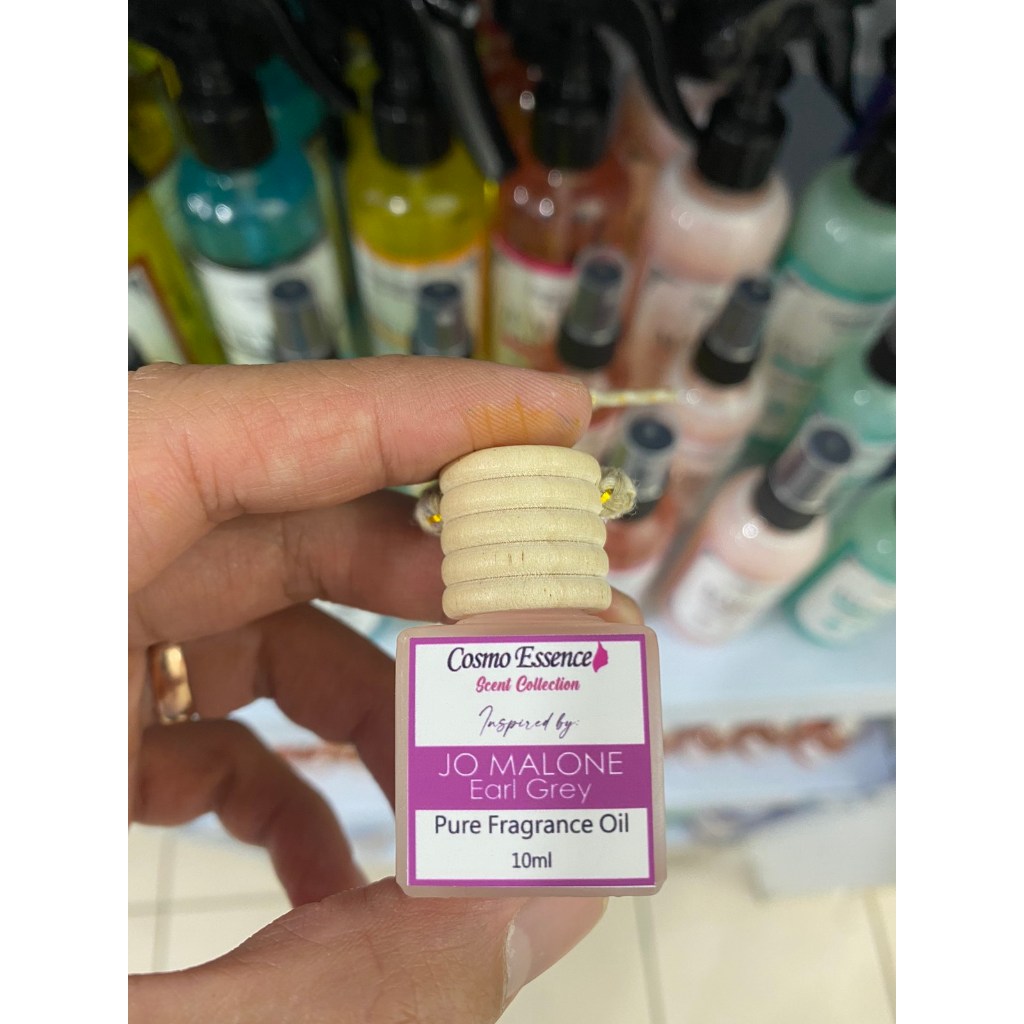 Cosmo Essence
Scent Collection
Inspired by:
JO MALONE
Earl Grey
Pure Fragrance Oil
10ml